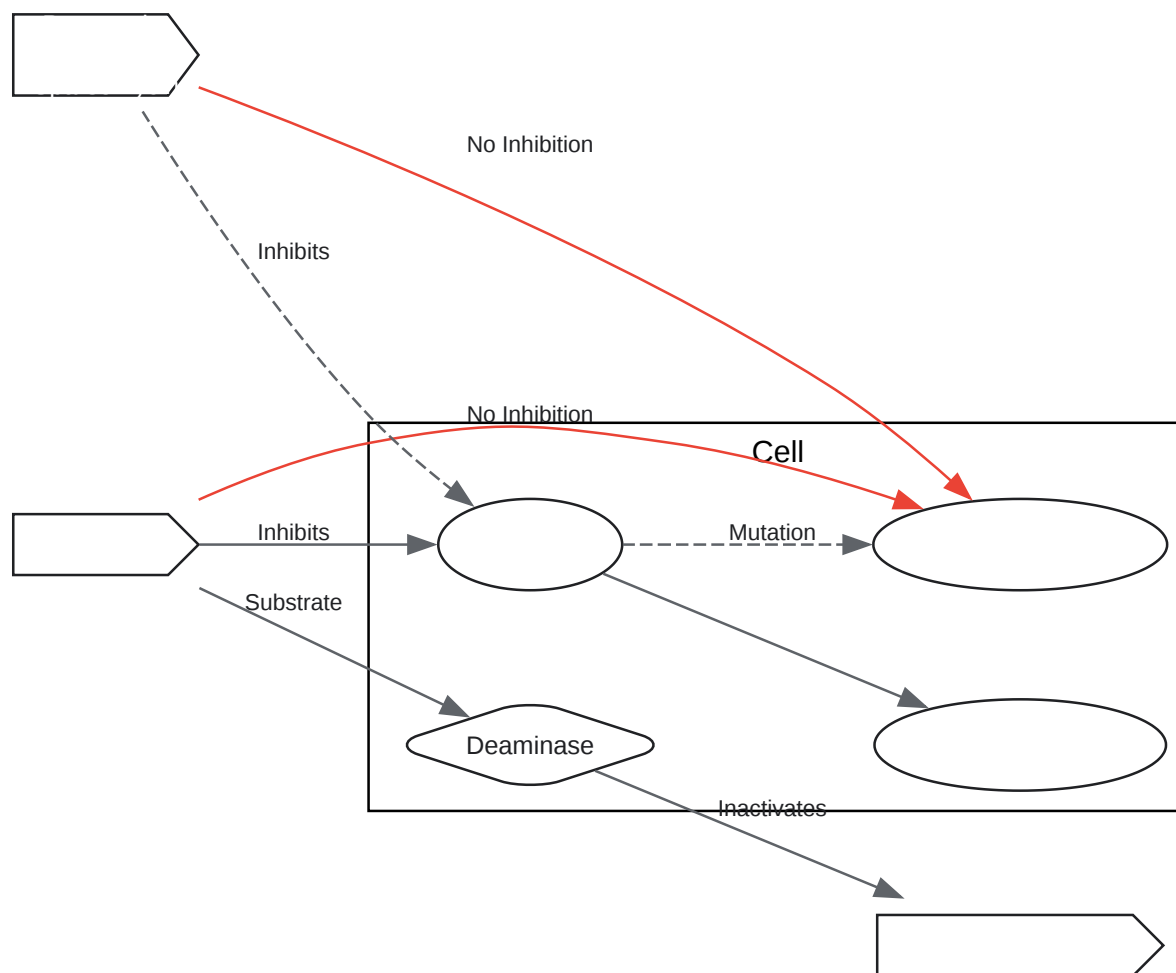 No Inhibition
Inhibits
No Inhibition
Cell
Inhibits
Mutation
Substrate
Deaminase
Inactivates